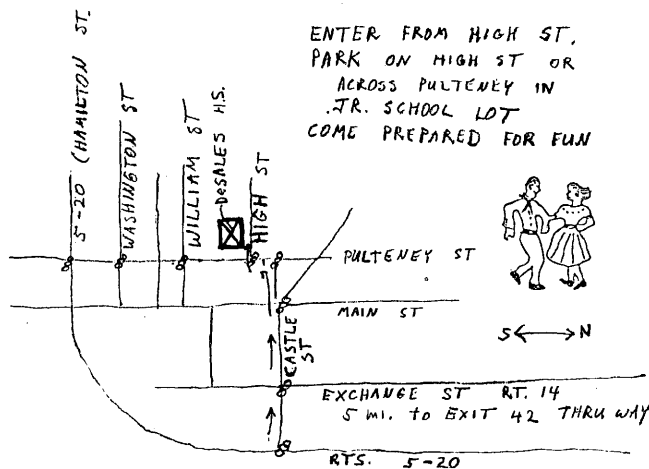 ENTER FROM HIGH ST.
PARK ON HIGH ST OR
ACROSS PULTENEY IN
JR. SCHOOL LOT
COME PREPARED FOR FUN
5-20 (HAMILTON ST.
WASHINGTON ST
WILLIAM ST
DeSALES H.S.
HIGH ST
PULTENEY ST
MAIN ST
S N
CASTLE
ST
EXCHANGE ST RT. 14
5 mi. to EXIT 42 THRU WAY
RTS. 5-20